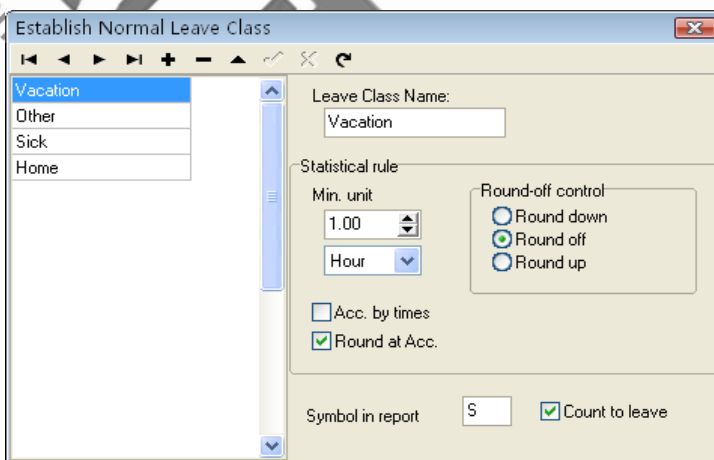 Establish Normal Leave Class
Vacation
Other
Sick
Home
Leave Class Name:
Vacation
Statistical rule
Min. unit
1.00
Hour
Round-off control
Round down
Round off
Round up
Acc. by times
Round at Acc.
Symbol in report
S
Count to leave